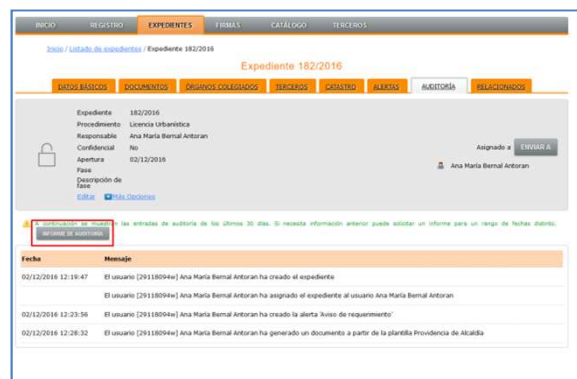 INICIO REGISTRO EXPEDIENTES FIRMAS CATÁLOGO TERCEROS
Inicio / Listado de expedientes / Expediente 182/2016
Expediente 182/2016
DATOS BÁSICOS DOCUMENTOS ÓRGANOS COLEGIADOS TERCEROS CATASTRO ALERTAS AUDITORÍA RELACIONADOS
Expediente 182/2016
Procedimiento Licencia Urbanística
Responsable Ana María Bernal Antoran
Confidencial No
Asignado a ENVIAR A
Apertura 02/12/2016
Ana María Bernal Antoran
Fase
Descripción de
fase
Editar Más Opciones
A continuación se muestran las entradas de auditoría de los últimos 30 días. Si necesita información anterior puede solicitar un informe para un rango de fechas distinto.
INFORME DE AUDITORÍA
Fecha Mensaje
02/12/2016 12:19:47 El usuario [29118094w] Ana María Bernal Antoran ha creado el expediente
El usuario [29118094w] Ana María Bernal Antoran ha asignado el expediente al usuario Ana María Bernal Antoran
02/12/2016 12:23:56 El usuario [29118094w] Ana María Bernal Antoran ha creado la alerta 'Aviso de requerimiento'
02/12/2016 12:28:32 El usuario [29118094w] Ana María Bernal Antoran ha generado un documento a partir de la plantilla Providencia de Alcaldía